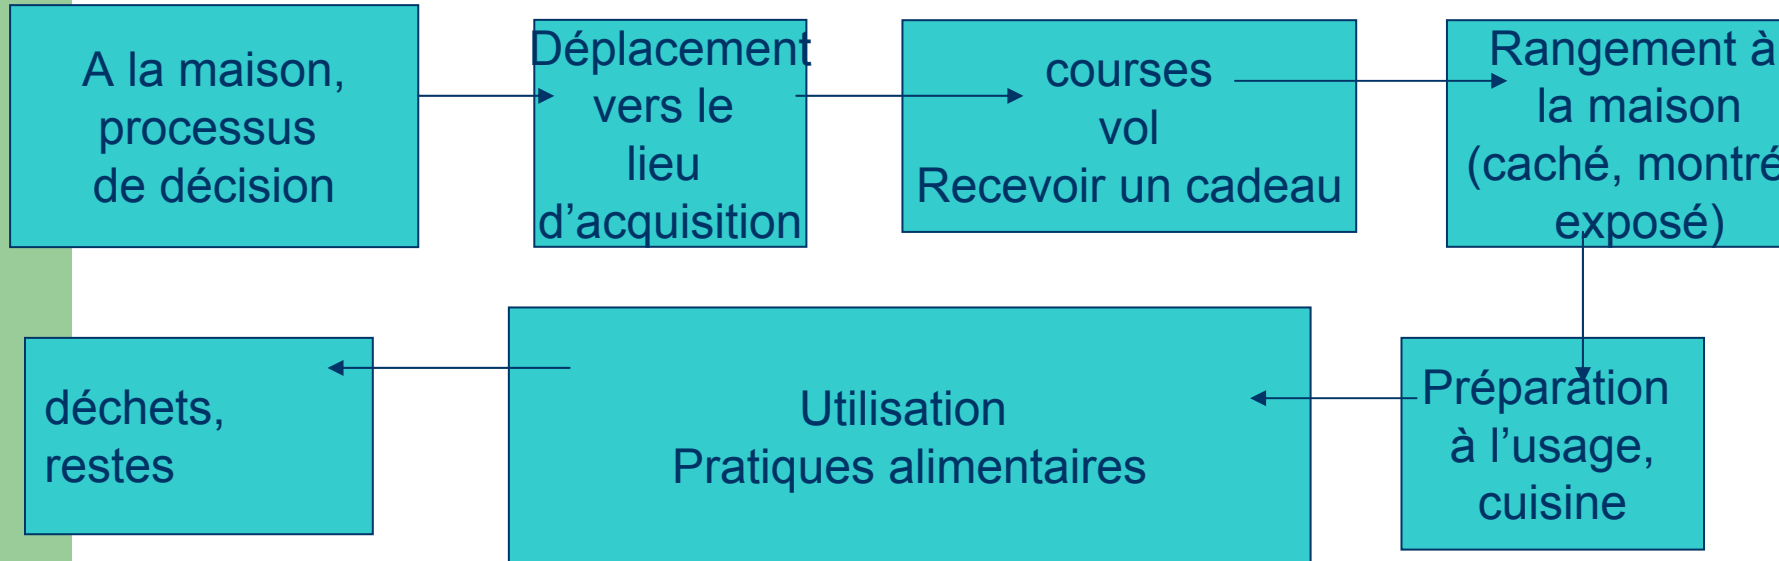 A la maison,
processus
de décision
Déplacement
vers le
lieu
d’acquisition
courses
vol
Recevoir un cadeau
Rangement à
la maison
(caché, montré
exposé)
Préparation
à l’usage,
cuisine
Utilisation
Pratiques alimentaires
déchets,
restes